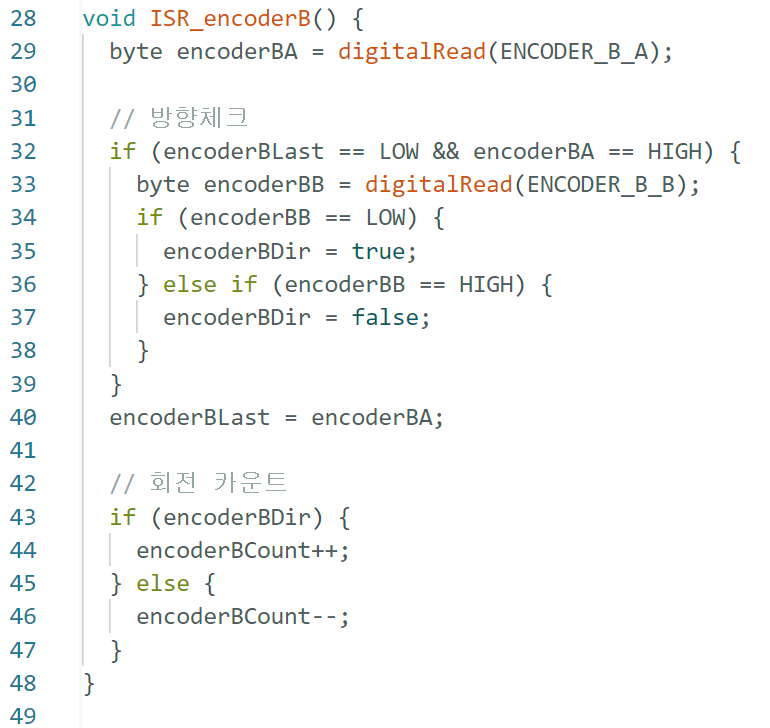 28 void ISR_encoderB() {
29   byte encoderBA = digitalRead(ENCODER_B_A);
30
31   // 방향체크
32   if (encoderBLast == LOW && encoderBA == HIGH) {
33     byte encoderBB = digitalRead(ENCODER_B_B);
34     if (encoderBB == LOW) {
35       encoderBDir = true;
36     } else if (encoderBB == HIGH) {
37       encoderBDir = false;
38     }
39   }
40   encoderBLast = encoderBA;
41
42   // 회전 카운트
43   if (encoderBDir) {
44     encoderBCount++;
45   } else {
46     encoderBCount--;
47   }
48 }
49